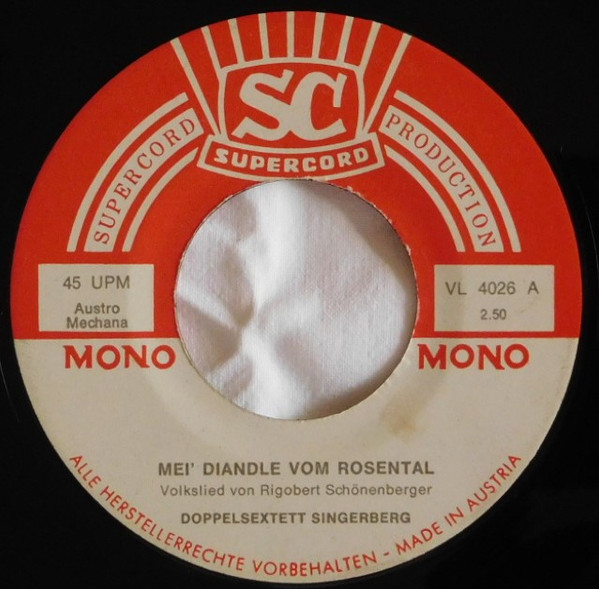 SC
SUPERCORD
SUPERCORD PRODUCTION
45 UPM
Austro
Mechana
VL 4026 A
2.50
MONO MONO
MEI' DIANDLE VOM ROSENTAL
Volkslied von Rigobert Schönenberger
DOPPELSEXTETT SINGERBERG
ALLE HERSTELLERRECHTE VORBEHALTEN - MADE IN AUSTRIA